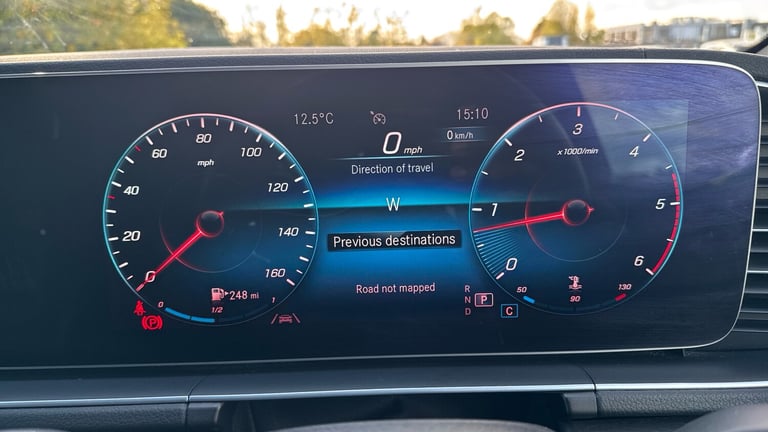 12.5°C
15:10
0 mph
0 km/h
Direction of travel
W
Previous destinations
Road not mapped
0
20
40
60
80
100
120
140
160
mph
248 mi
0
1/2
1
P
0
1
2
3
4
5
6
x1000/min
50
90
130
R
N
P
D
C